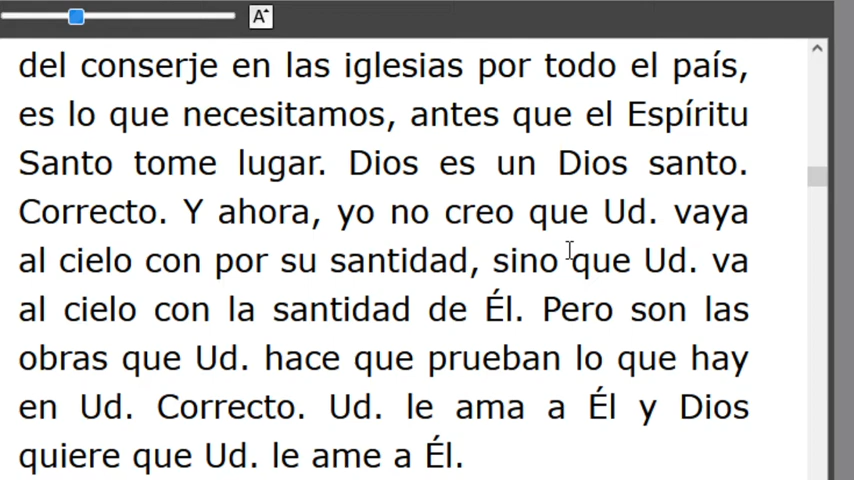 A
del conserje en las iglesias por todo el país,
es lo que necesitamos, antes que el Espíritu
Santo tome lugar. Dios es un Dios santo.
Correcto. Y ahora, yo no creo que Ud. vaya
al cielo con por su santidad, sino que Ud. va
al cielo con la santidad de Él. Pero son las
obras que Ud. hace que prueban lo que hay
en Ud. Correcto. Ud. le ama a Él y Dios
quiere que Ud. le ame a Él.